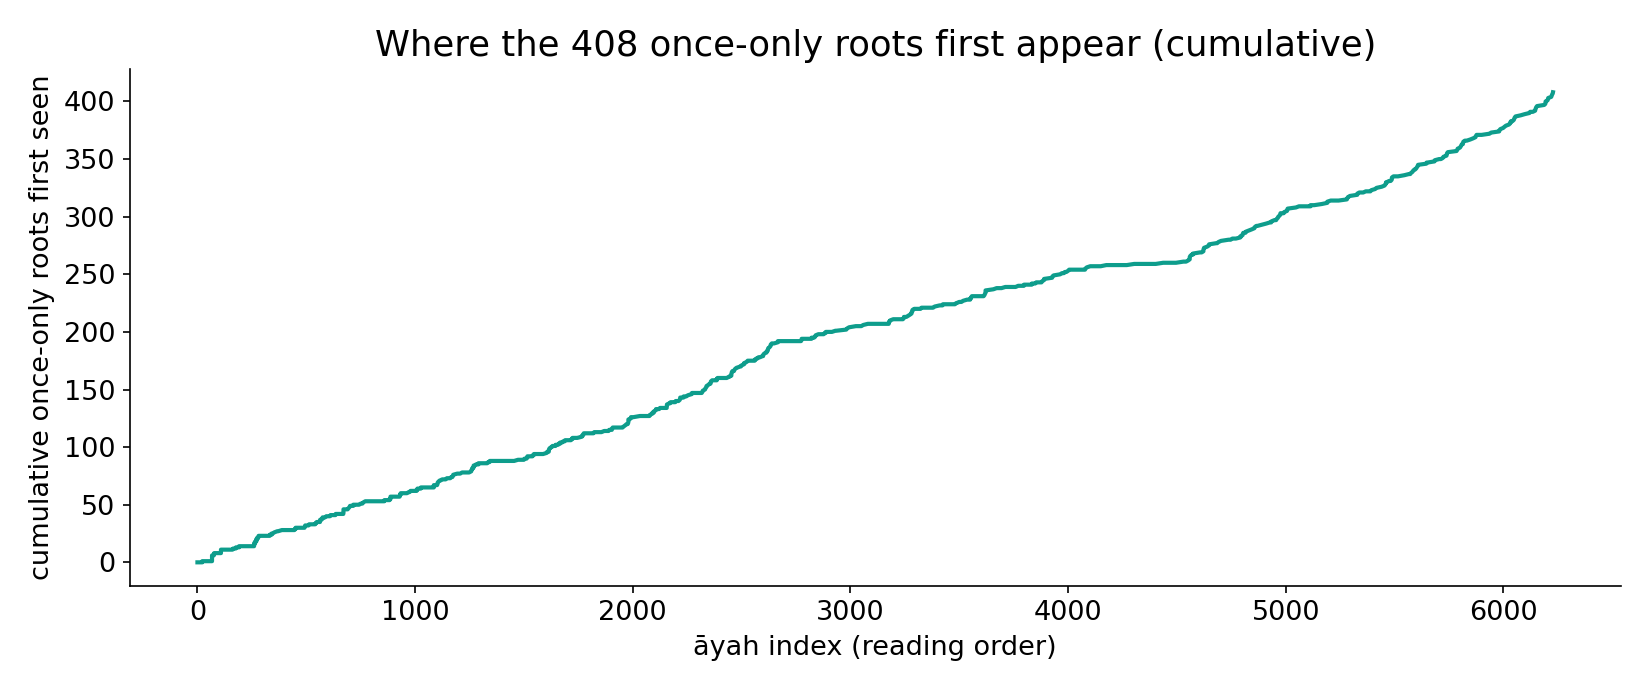 Where the 408 once-only roots first appear (cumulative)
cumulative once-only roots first seen
400
350
300
250
200
150
100
50
0
0 1000 2000 3000 4000 5000 6000
āyah index (reading order)